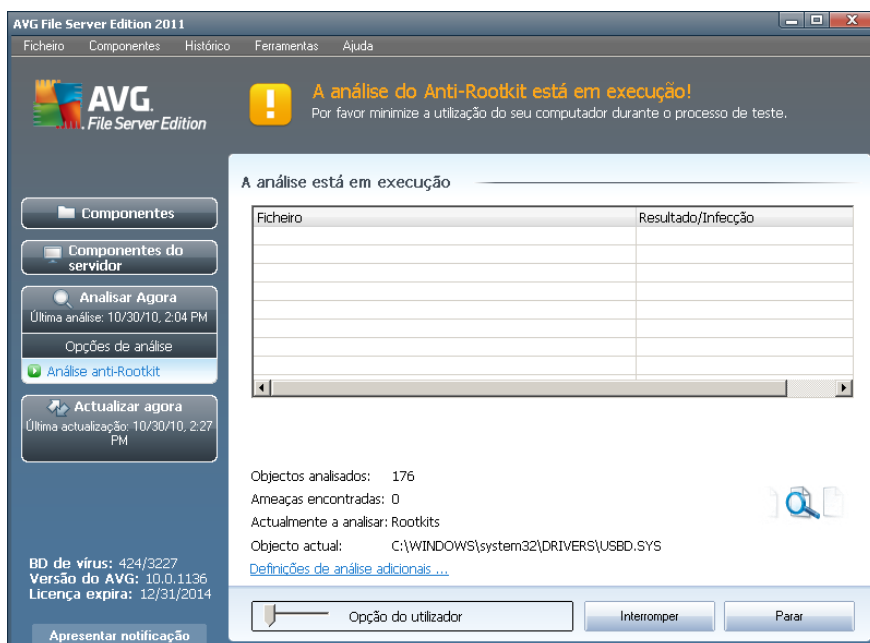 AVG File Server Edition 2011
Ficheiro Componentes Histórico Ferramentas Ajuda
AVG.
File Server Edition
A análise do Anti-Rootkit está em execução!
Por favor minimize a utilização do seu computador durante o processo de teste.
Componentes
Componentes do
servidor
Analisar Agora
Última análise: 10/30/10, 2:04 PM
Opções de análise
Análise anti-Rootkit
Actualizar agora
Última actualização: 10/30/10, 2:27
PM
BD de vírus: 424/3227
Versão do AVG: 10.0.1136
Licença expira: 12/31/2014
Apresentar notificação
A análise está em execução
Ficheiro Resultado/Infecção
Objectos analisados: 176
Ameaças encontradas: 0
Actualmente a analisar: Rootkits
Objecto actual: C:\WINDOWS\system32\DRIVERS\USBD.SYS
Definições de análise adicionais ...
Opção do utilizador Interromper Parar